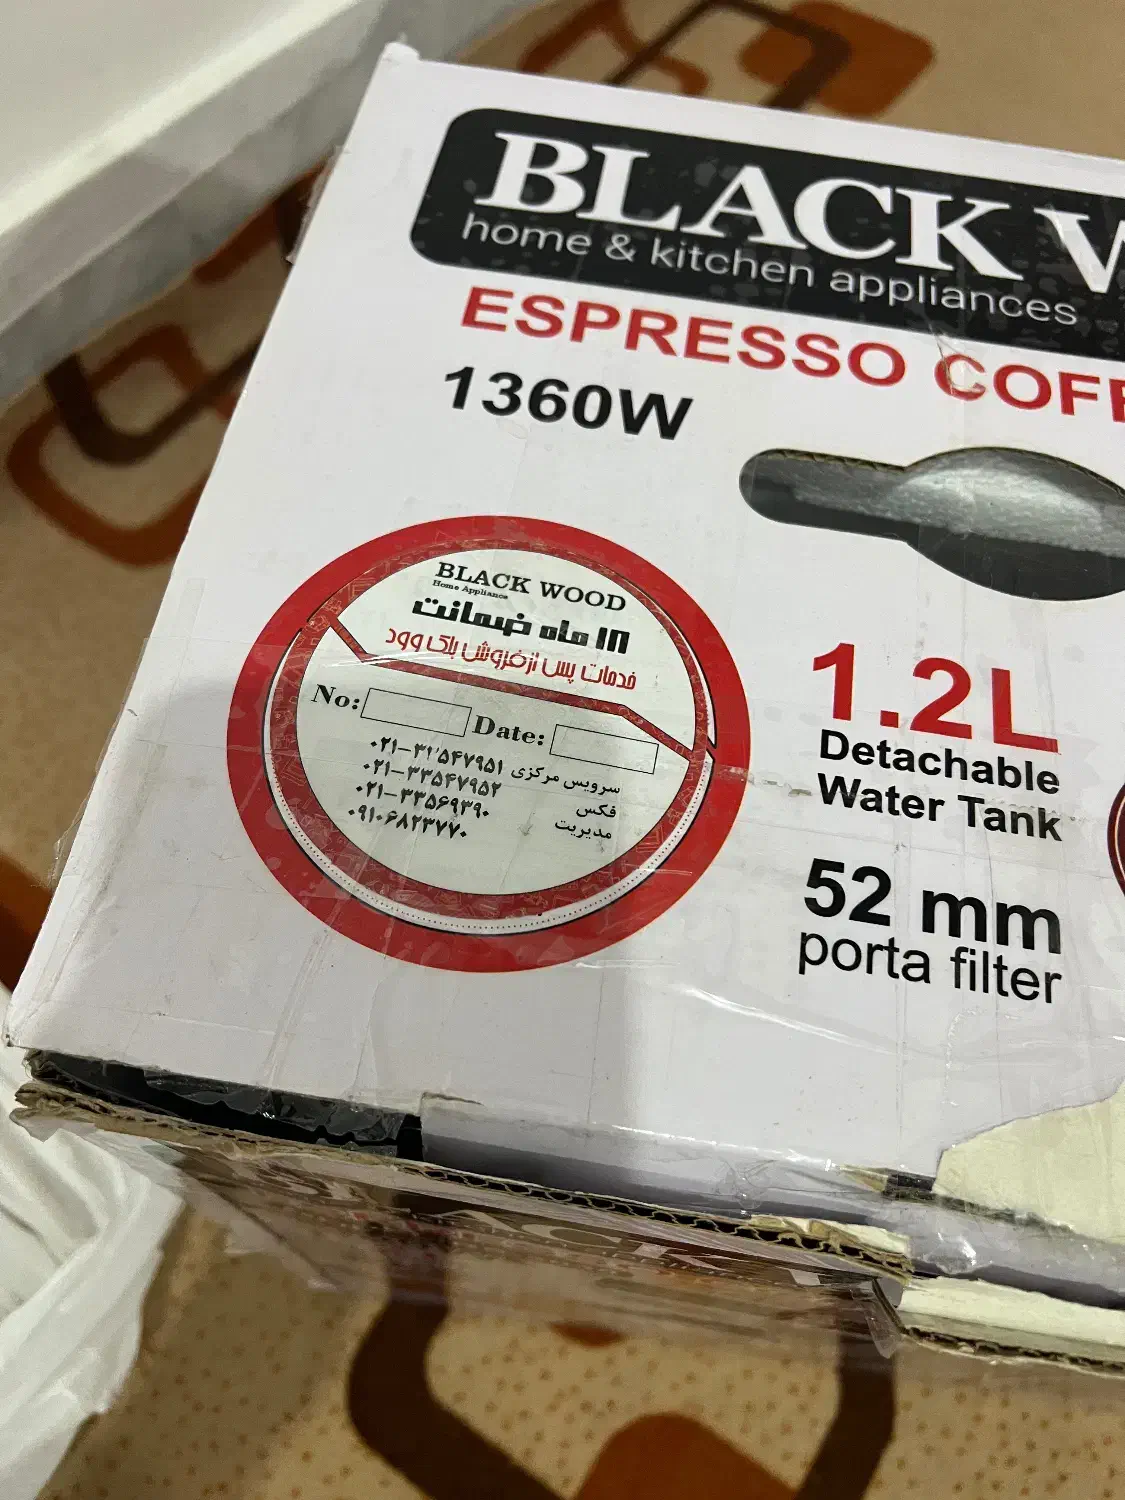 BLACK
home & kitchen appliances
ESPRESSO
1360W
BLACK WOOD
Home Appliance
۱۸ ماه ضمانت
خدمات پس از فروش بلک وود
No:
Date:
سرویس مرکزی ۰۲۱–۳۳۵۴۷۹۵۱
۰۲۱–۳۳۵۴۷۹۵۲
فکس ۰۲۱–۳۳۵۶۹۳۹۰
مدیریت ۰۹۱۰۶۸۲۳۷۷۰
1.2L
Detachable
Water Tank
52 mm
porta filter